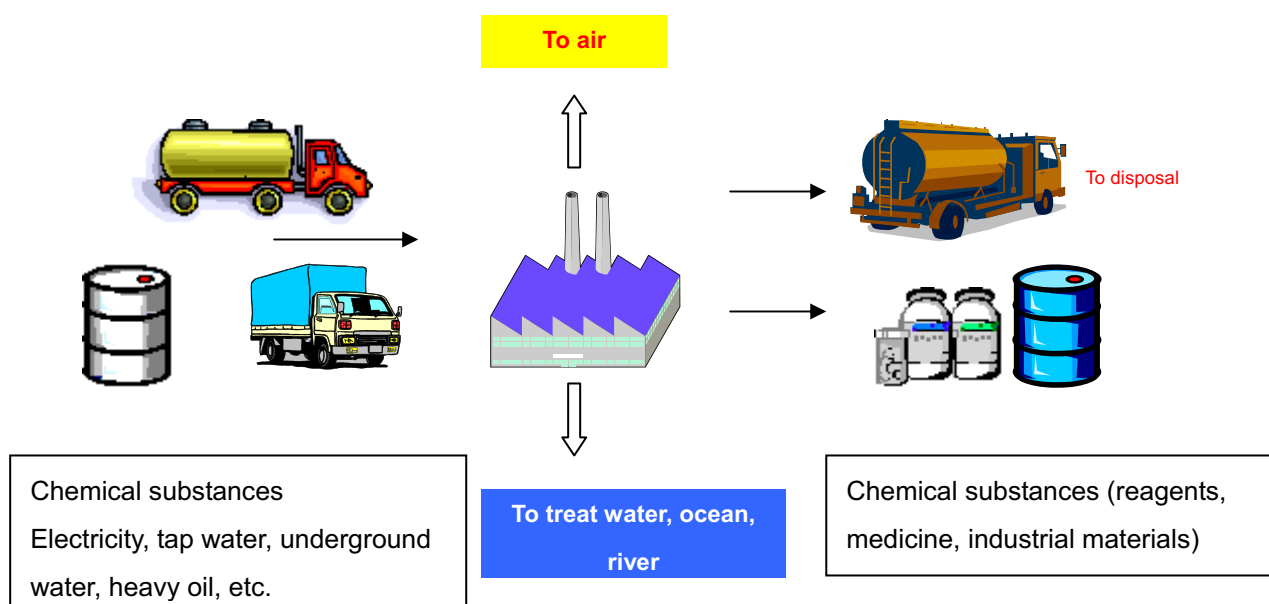 To air
To disposal
Chemical substances
Electricity, tap water, underground
water, heavy oil, etc.
To treat water, ocean,
river
Chemical substances (reagents,
medicine, industrial materials)